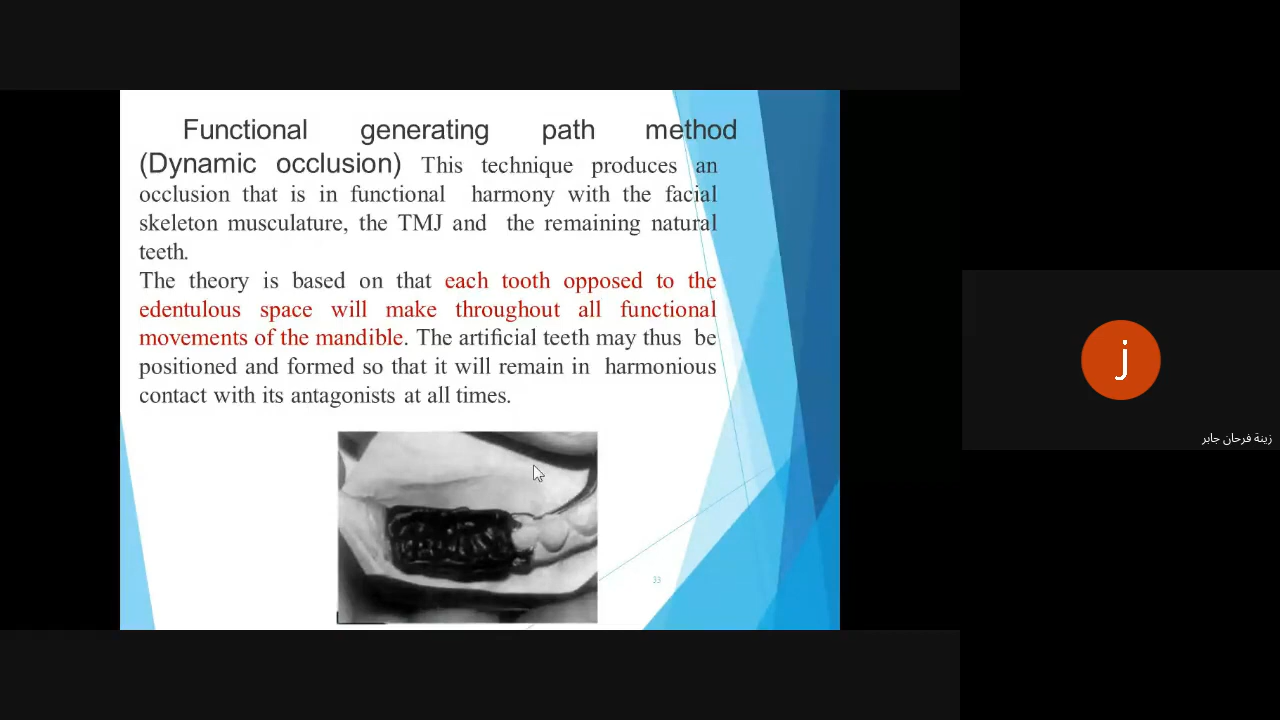 Functional generating path method
(Dynamic occlusion) This technique produces an
occlusion that is in functional harmony with the facial
skeleton musculature, the TMJ and the remaining natural
teeth.
The theory is based on that each tooth opposed to the
edentulous space will make throughout all functional
movements of the mandible. The artificial teeth may thus be
positioned and formed so that it will remain in harmonious
contact with its antagonists at all times.
33
j
زينة فرحان جابر